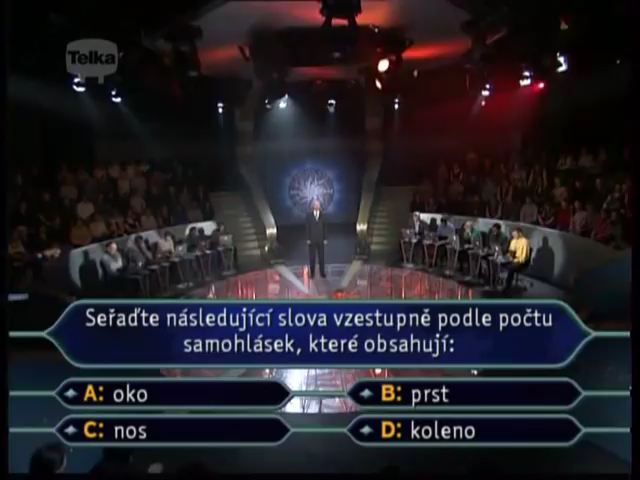 Telka
Seřaďte následující slova vzestupně podle počtu
samohlásek, které obsahují:
A: oko
B: prst
C: nos
D: koleno